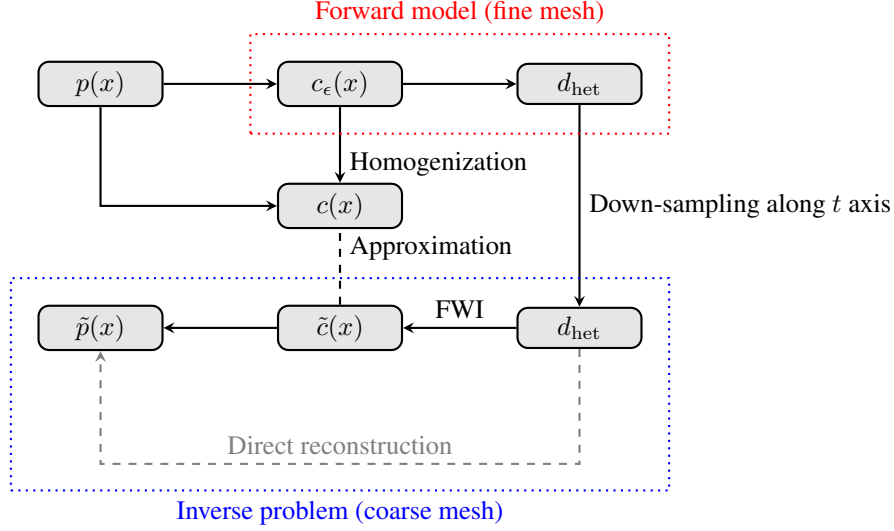 Forward model (fine mesh)
p(x)
c_ϵ(x)
d_het
Homogenization
c(x)
Down-sampling along t axis
Approximation
p̃(x)
c̃(x)
FWI
d_het
Direct reconstruction
Inverse problem (coarse mesh)